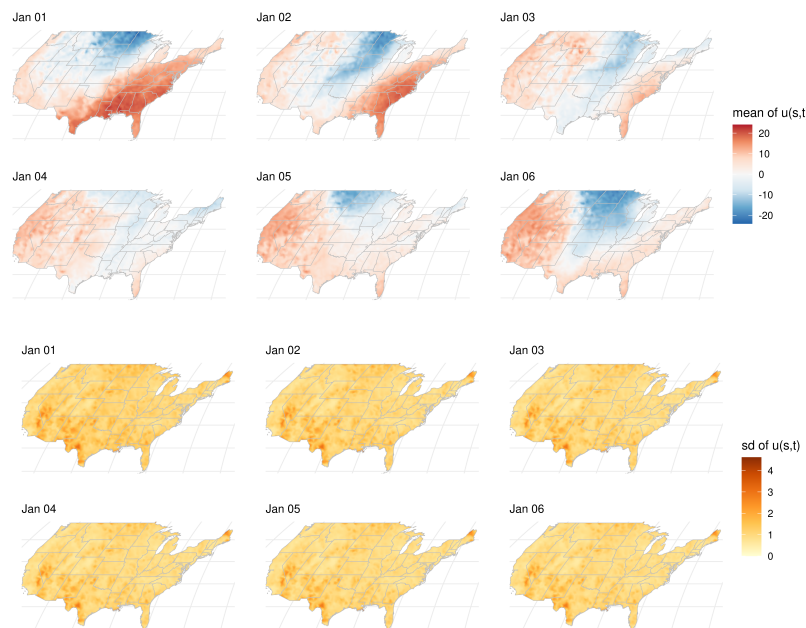 Jan 01
Jan 02
Jan 03
mean of u(s,t
20
10
0
-10
-20
Jan 04
Jan 05
Jan 06
Jan 01
Jan 02
Jan 03
sd of u(s,t)
4
3
2
1
0
Jan 04
Jan 05
Jan 06